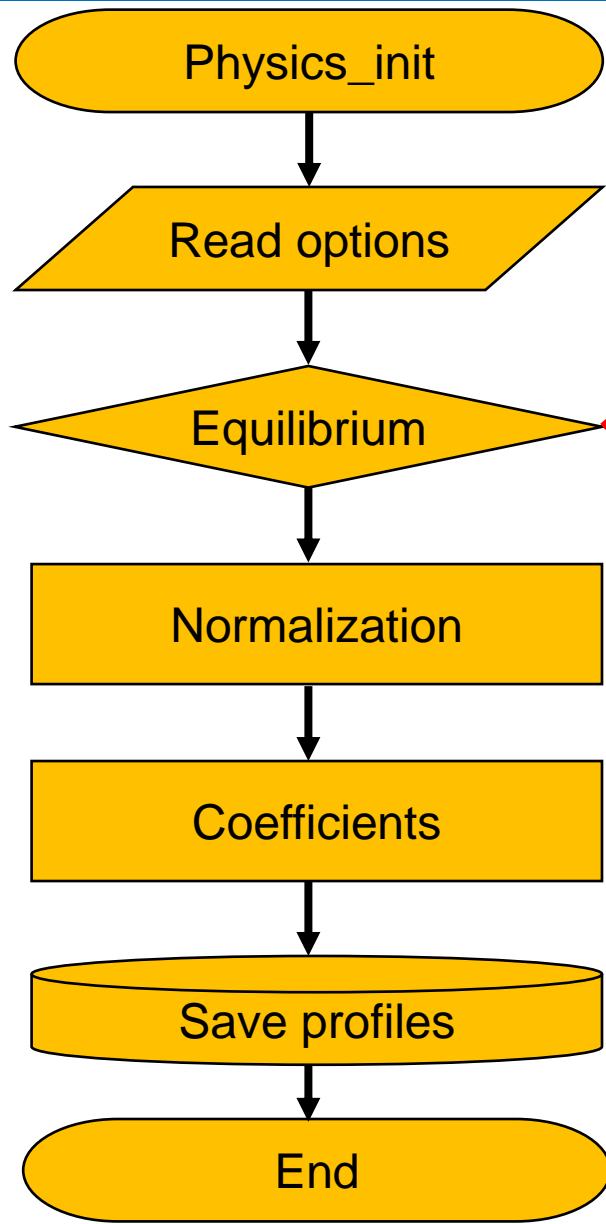 Physics_init
Read options
Equilibrium
Normalization
Coefficients
Save profiles
End